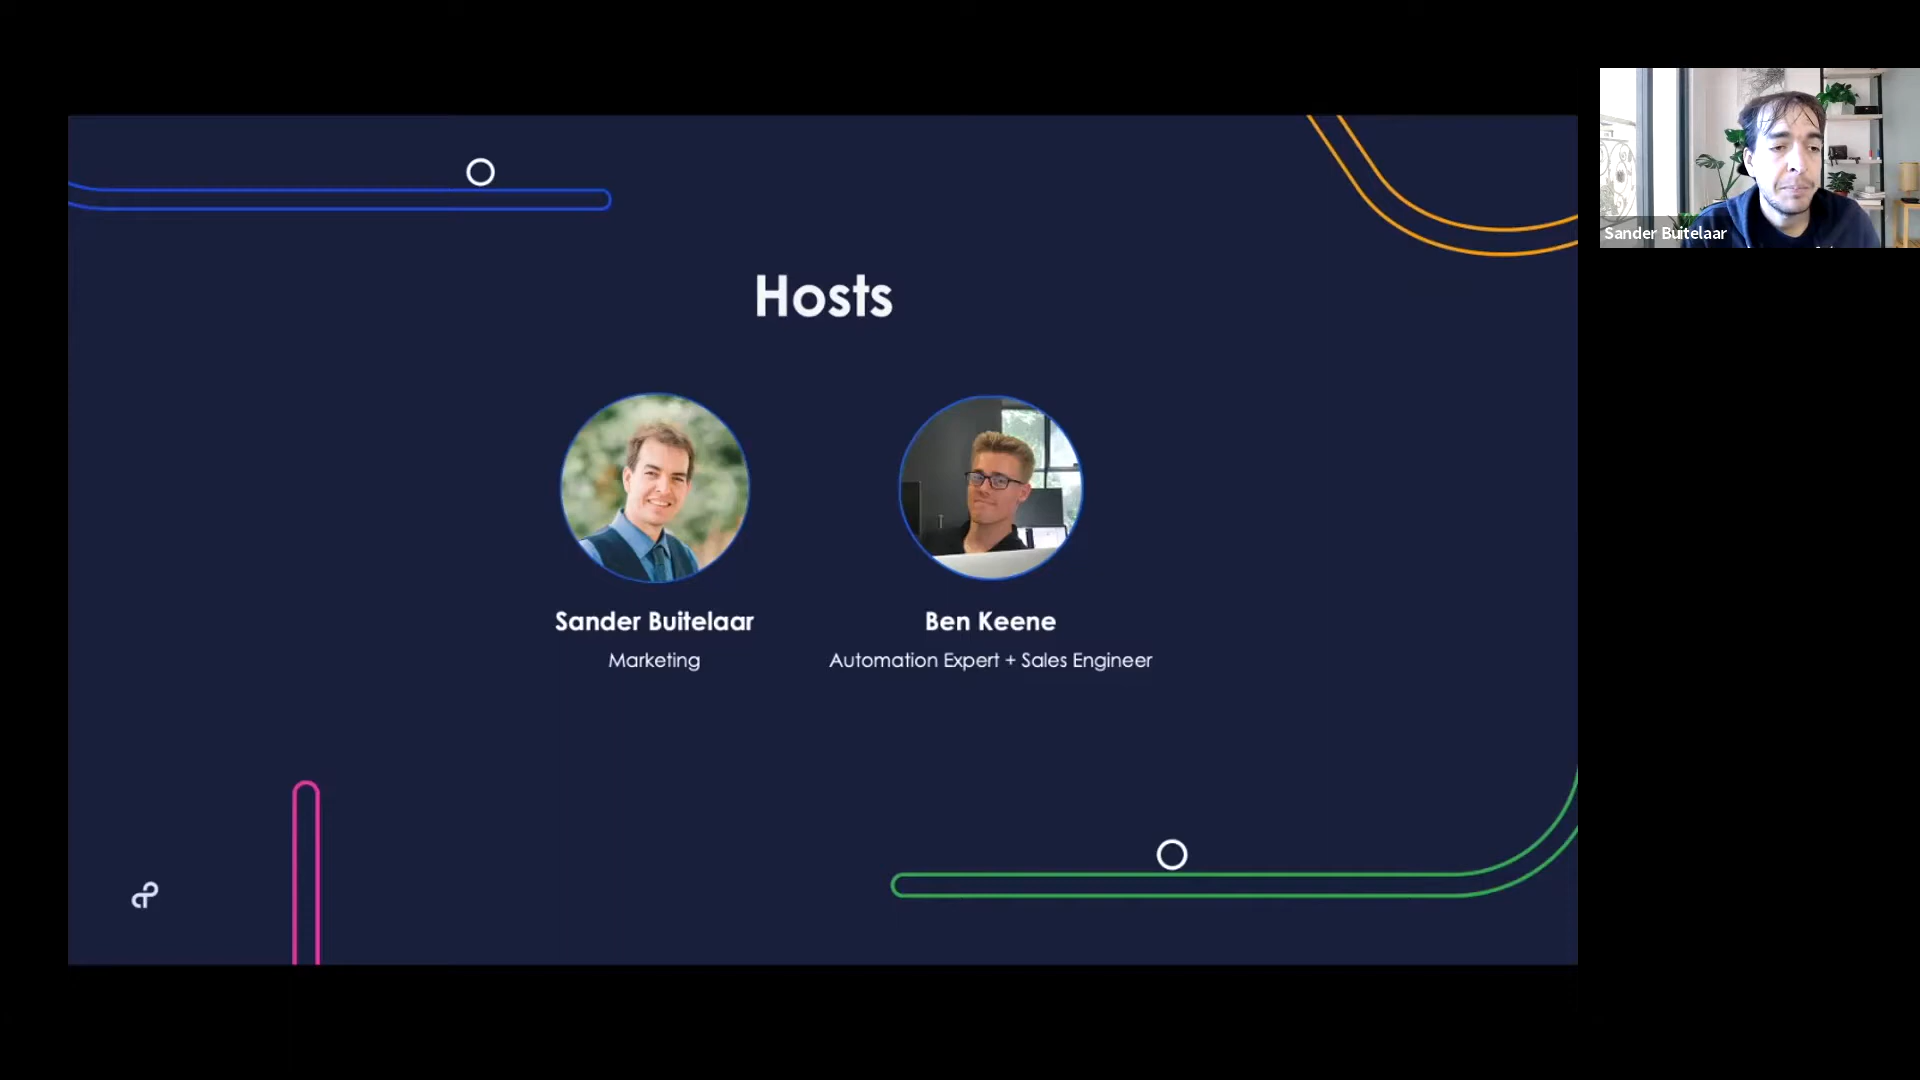 Hosts
Sander Buitelaar
Marketing
Ben Keene
Automation Expert + Sales Engineer
Sander Buitelaar